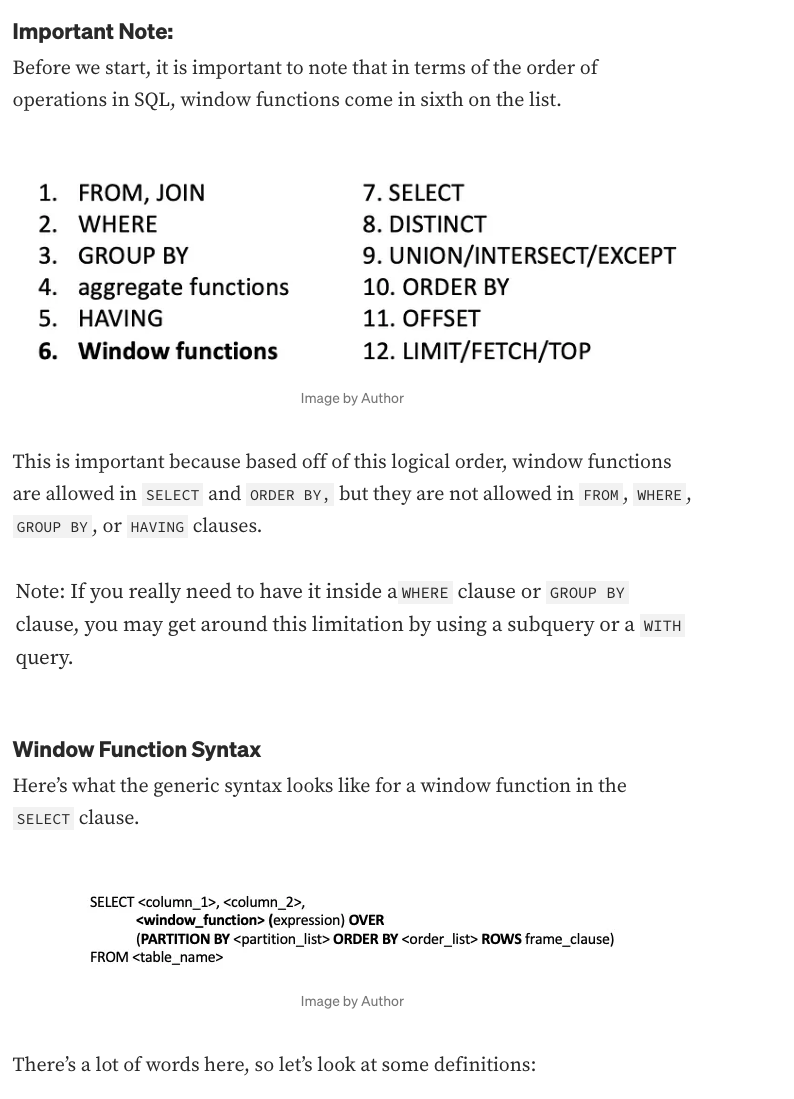 Important Note:
Before we start, it is important to note that in terms of the order of
operations in SQL, window functions come in sixth on the list.
1. FROM, JOIN
2. WHERE
3. GROUP BY
4. aggregate functions
5. HAVING
6. Window functions
7. SELECT
8. DISTINCT
9. UNION/INTERSECT/EXCEPT
10. ORDER BY
11. OFFSET
12. LIMIT/FETCH/TOP
Image by Author
This is important because based off of this logical order, window functions
are allowed in SELECT and ORDER BY, but they are not allowed in FROM, WHERE,
GROUP BY, or HAVING clauses.
Note: If you really need to have it inside a WHERE clause or GROUP BY
clause, you may get around this limitation by using a subquery or a WITH
query.
Window Function Syntax
Here’s what the generic syntax looks like for a window function in the
SELECT clause.
SELECT <column_1>, <column_2>,
<window_function> (expression) OVER
(PARTITION BY <partition_list> ORDER BY <order_list> ROWS frame_clause)
FROM <table_name>
Image by Author
There’s a lot of words here, so let’s look at some definitions: